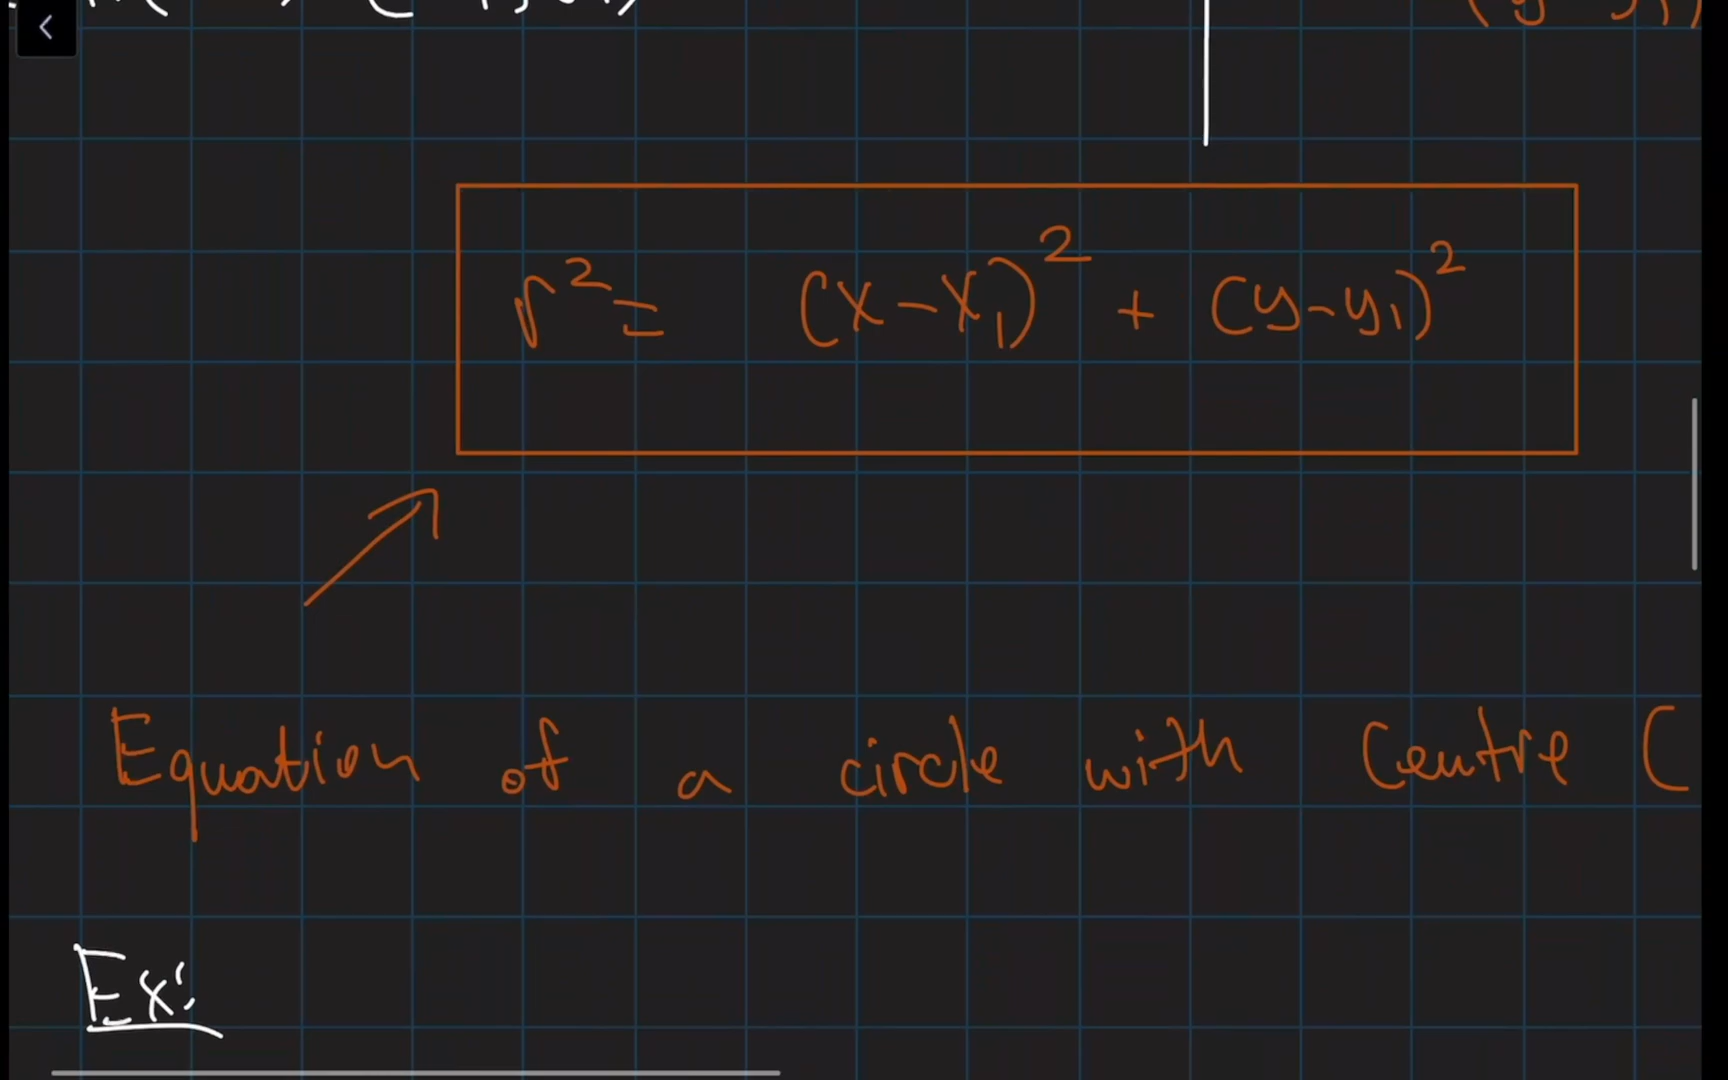 r² = (x-x₁)² + (y-y₁)²
Equation of a circle with Centre (
Ex: